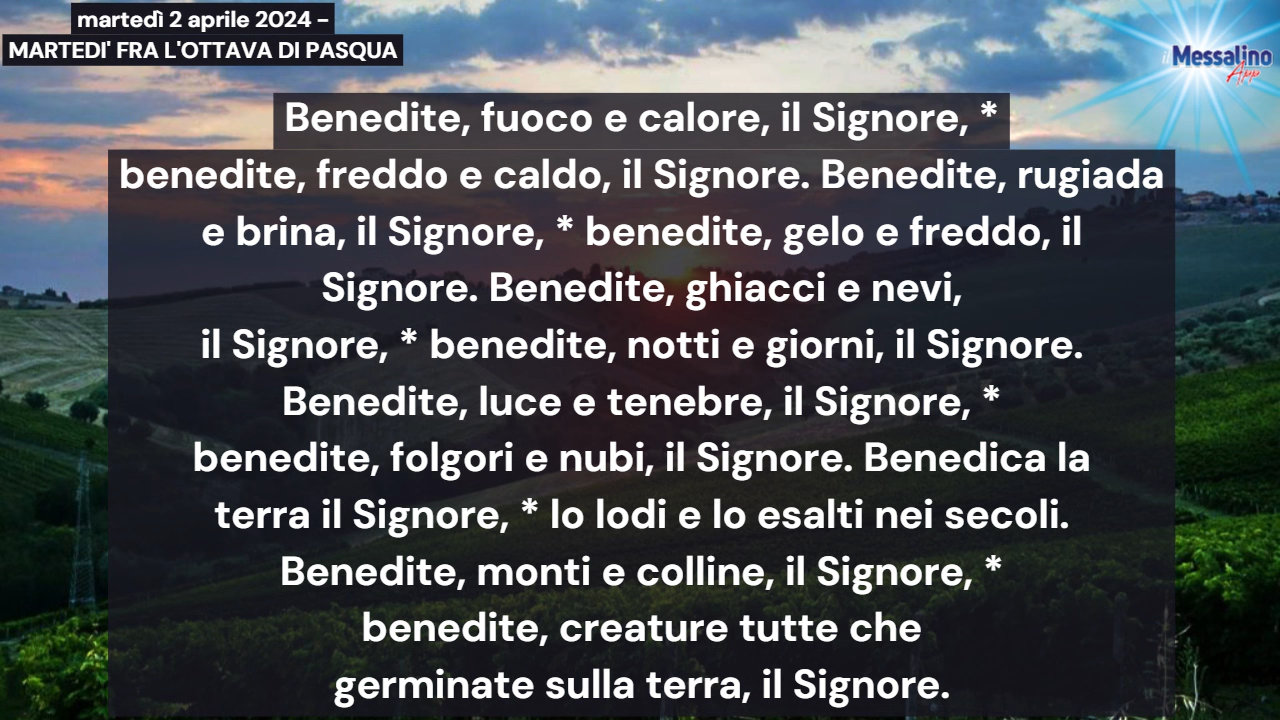 martedì 2 aprile 2024 –
MARTEDI' FRA L'OTTAVA DI PASQUA
il Messalino
App
Benedite, fuoco e calore, il Signore, *
benedite, freddo e caldo, il Signore. Benedite, rugiada
e brina, il Signore, * benedite, gelo e freddo, il
Signore. Benedite, ghiacci e nevi,
il Signore, * benedite, notti e giorni, il Signore.
Benedite, luce e tenebre, il Signore, *
benedite, folgori e nubi, il Signore. Benedica la
terra il Signore, * lo lodi e lo esalti nei secoli.
Benedite, monti e colline, il Signore, *
benedite, creature tutte che
germinate sulla terra, il Signore.